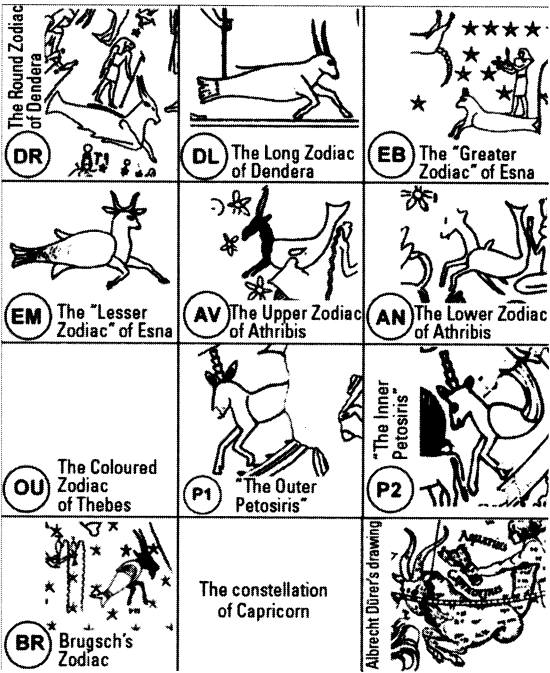 The Round Zodiac
of Dendera
DR
DL
The Long Zodiac
of Dendera
EB
The "Greater
Zodiac" of Esna
EM
The "Lesser
Zodiac" of Esna
AV
The Upper Zodiac
of Athribis
AN
The Lower Zodiac
of Athribis
OU
The Coloured
Zodiac
of Thebes
P1
"The Outer
Petosiris"
"The Inner
Petosiris"
P2
BR
Brugsch's
Zodiac
The constellation
of Capricorn
Albrecht Dürer's drawing
Aquarius
Capricornus